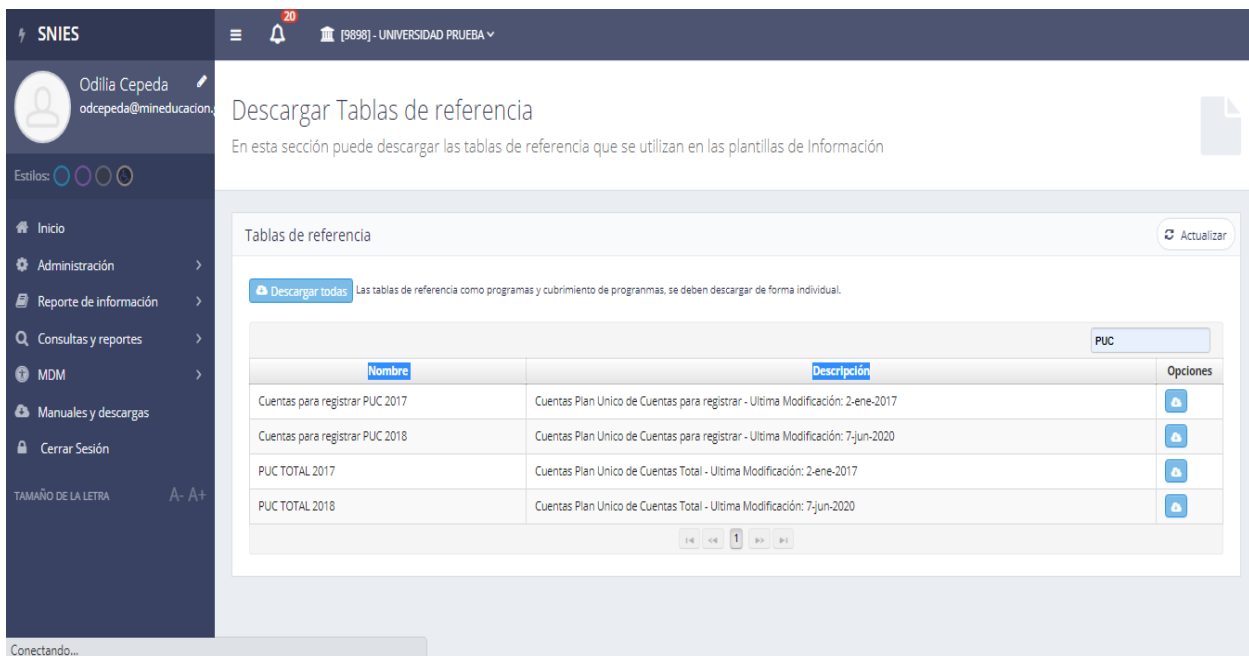 SNIES
20
[9898] - UNIVERSIDAD PRUEBA
Odilia Cepeda
odcepeda@mineducacion.
Estilos:
Inicio
Administración
Reporte de información
Consultas y reportes
MDM
Manuales y descargas
Cerrar Sesión
TAMAÑO DE LA LETRA A- A+
Descargar Tablas de referencia
En esta sección puede descargar las tablas de referencia que se utilizan en las plantillas de Información
Tablas de referencia
Actualizar
Descargar todas Las tablas de referencia como programas y cubrimiento de progranmas, se deben descargar de forma individual.
PUC
Nombre Descripción Opciones
Cuentas para registrar PUC 2017 Cuentas Plan Unico de Cuentas para registrar - Ultima Modificación: 2-ene-2017
Cuentas para registrar PUC 2018 Cuentas Plan Unico de Cuentas para registrar - Ultima Modificación: 7-jun-2020
PUC TOTAL 2017 Cuentas Plan Unico de Cuentas Total - Ultima Modificación: 2-ene-2017
PUC TOTAL 2018 Cuentas Plan Unico de Cuentas Total - Ultima Modificación: 7-jun-2020
1
Conectando...